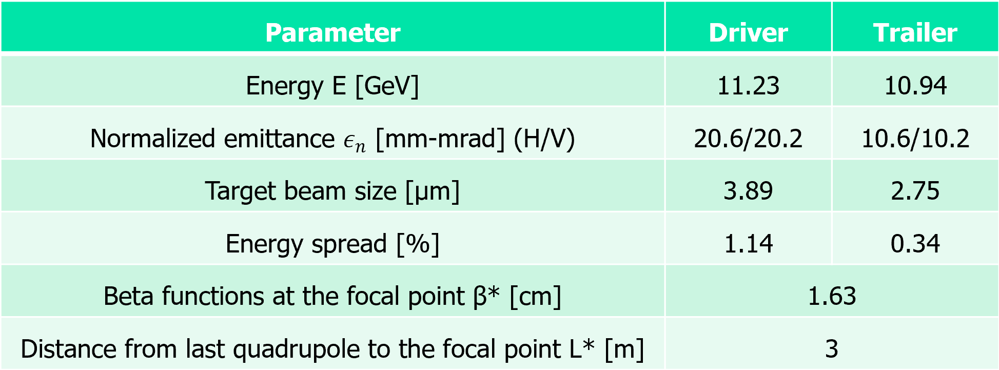 Parameter Driver Trailer
Energy E [GeV] 11.23 10.94
Normalized emittance ϵₙ [mm-mrad] (H/V) 20.6/20.2 10.6/10.2
Target beam size [µm] 3.89 2.75
Energy spread [%] 1.14 0.34
Beta functions at the focal point β* [cm] 1.63
Distance from last quadrupole to the focal point L* [m] 3